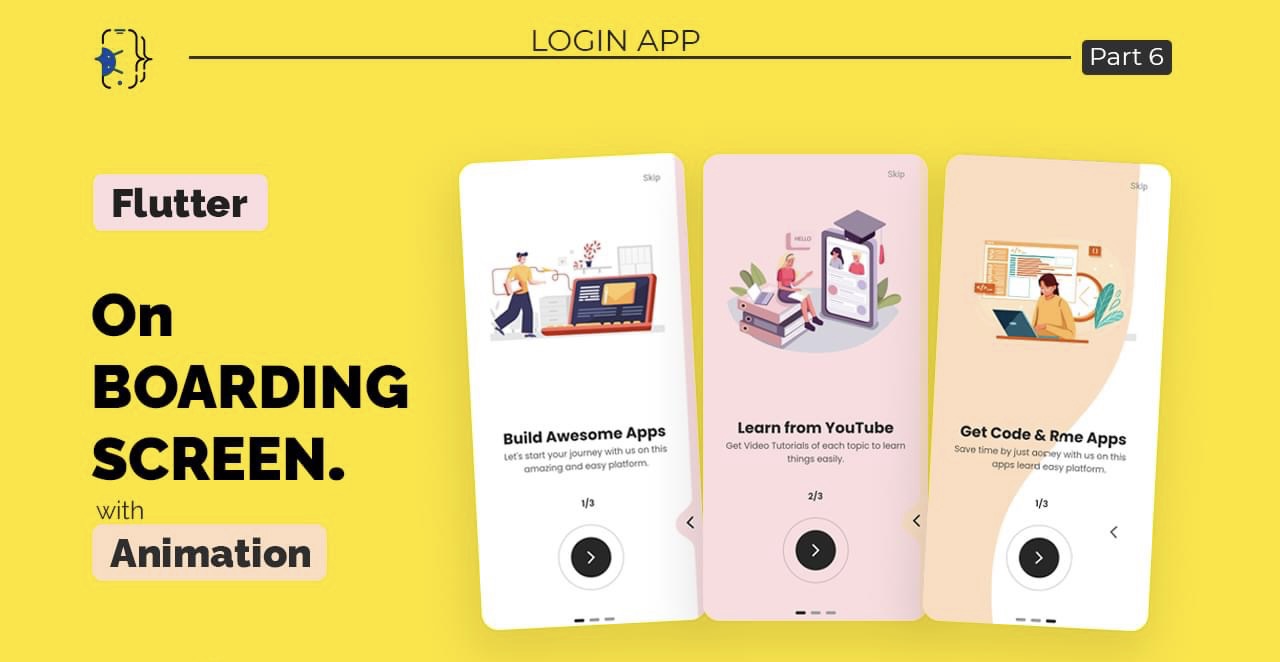 LOGIN APP
Part 6
Flutter
On
BOARDING
SCREEN.
with
Animation
Skip
Build Awesome Apps
Let's start your journey with us on this
amazing and easy platform.
1/3
Skip
HELLO
Learn from YouTube
Get Video Tutorials of each topic to learn
things easily.
2/3
Skip
Get Code & Rme Apps
Save time by just
with us on this
apps
easy platform.
1/3